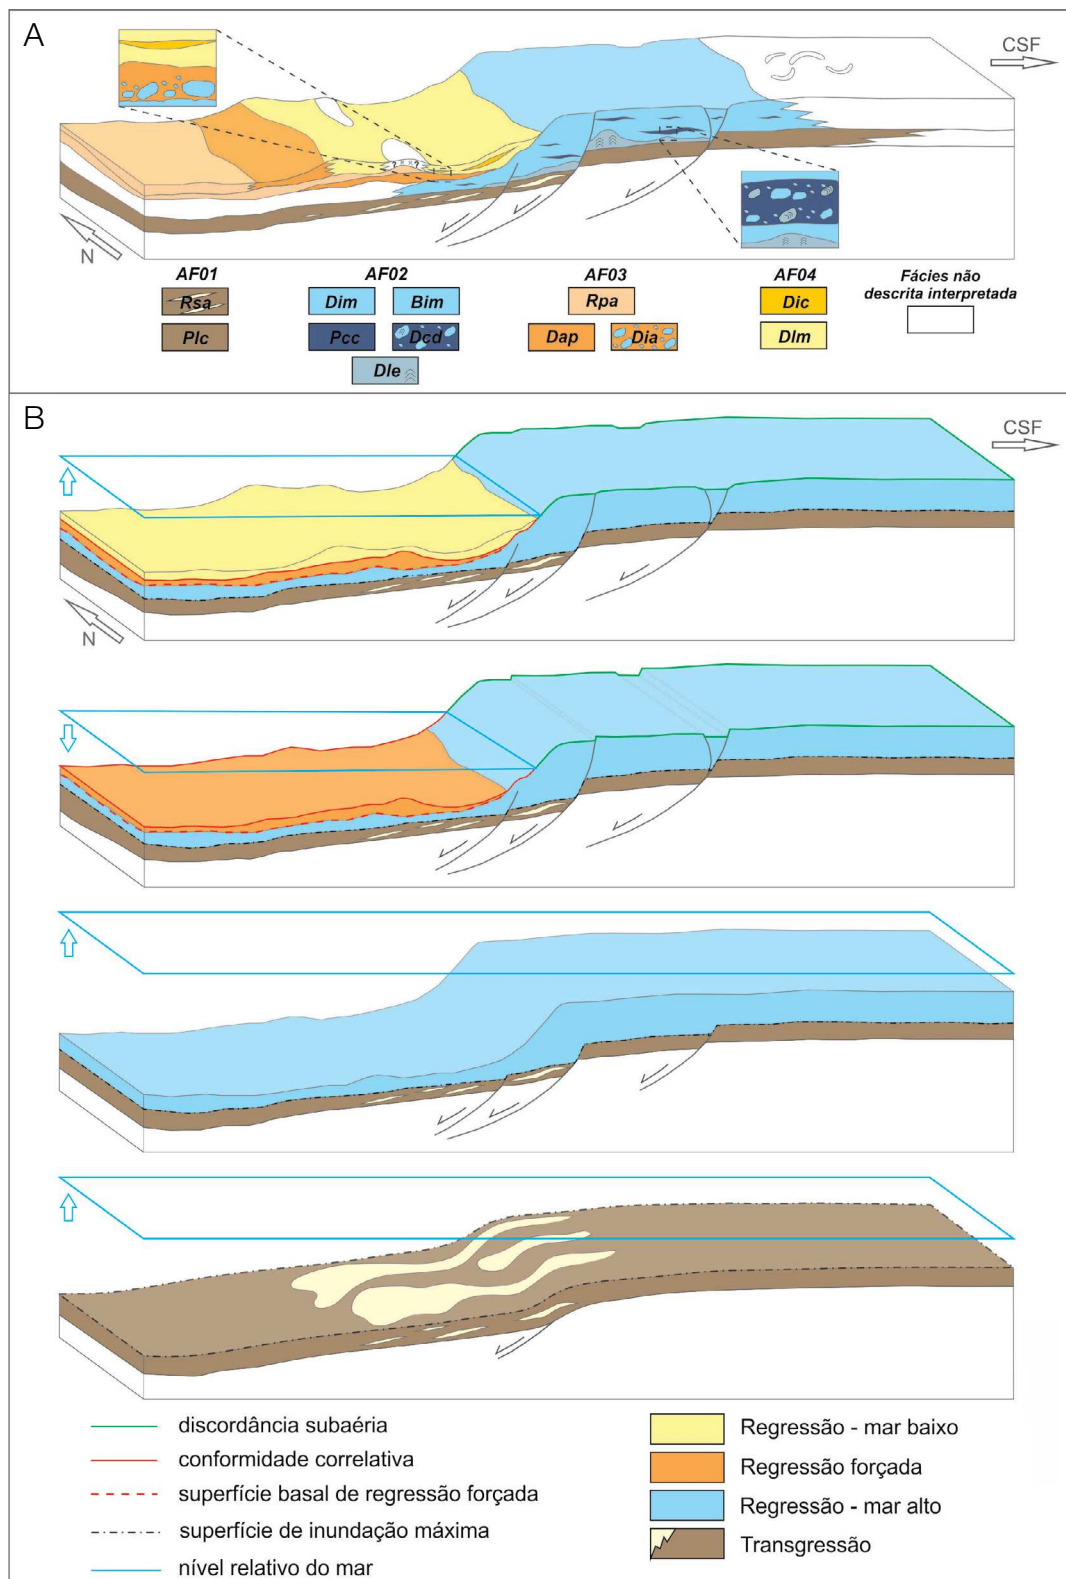 A
CSF
N
AF01
AF02
AF03
AF04
Fácies não
descrita interpretada
Rsa
Dim
Bim
Rpa
Dic
Plc
Pcc
Dcd
Dap
Dia
Dlm
Dle
B
CSF
N
discordância subaéria
conformidade correlativa
superfície basal de regressão forçada
superfície de inundação máxima
nível relativo do mar
Regressão - mar baixo
Regressão forçada
Regressão - mar alto
Transgressão